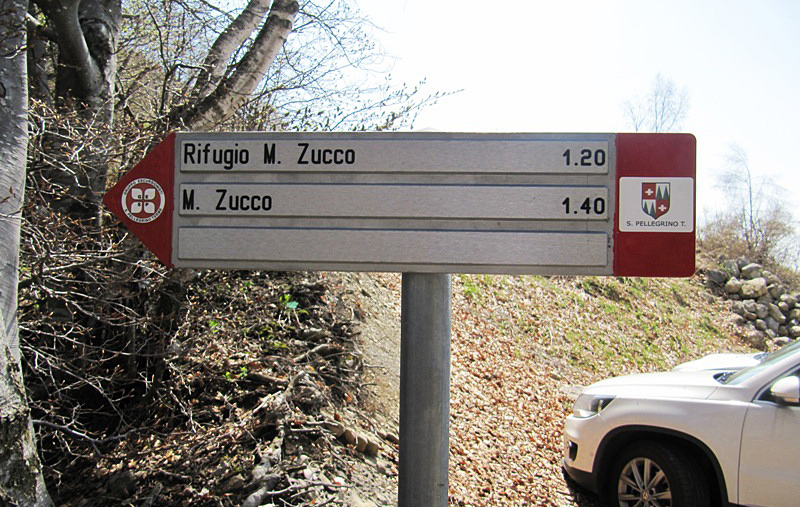 Rifugio M. Zucco 1.20
M. Zucco 1.40
S. PELLEGRINO T.